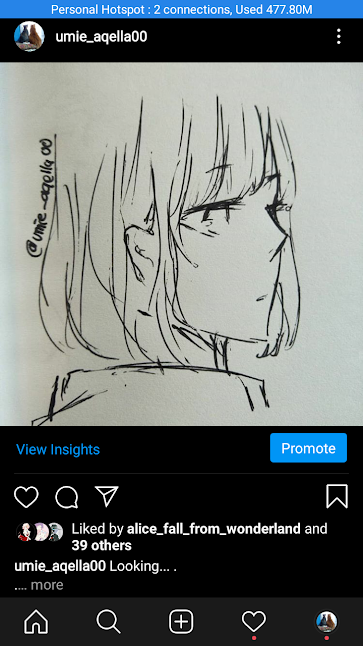 Personal Hotspot : 2 connections, Used 477.80M
umie_aqella00
@umie_aqella00
View Insights
Promote
Liked by alice_fall_from_wonderland and
39 others
umie_aqella00 Looking... .
.... more